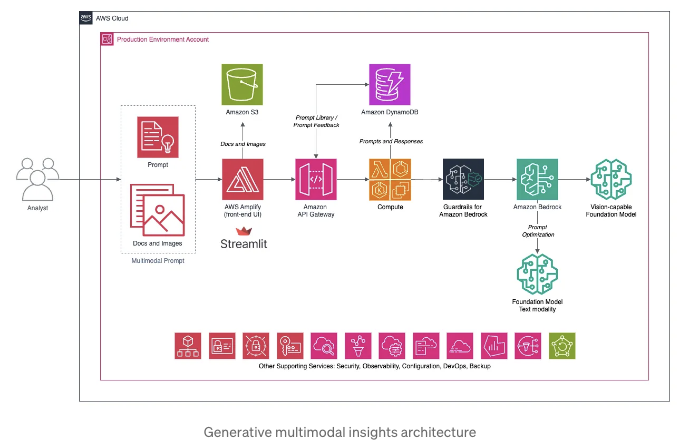 aws
AWS Cloud
Production Environment Account
Amazon S3
Amazon DynamoDB
Prompt Library /
Prompt Feedback
Docs and Images
Prompts and Responses
Prompt
Analyst
AWS Amplify
(front-end UI)
Amazon
API Gateway
Compute
Guardrails for
Amazon Bedrock
Amazon Bedrock
Vision-capable
Foundation Model
Docs and Images
Streamlit
Prompt
Optimization
Multimodal Prompt
Foundation Model
Text modality
Other Supporting Services: Security, Observability, Configuration, DevOps, Backup
Generative multimodal insights architecture